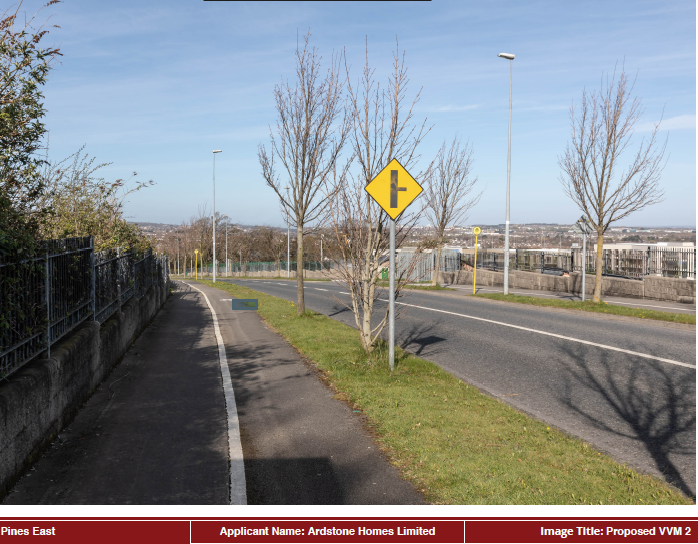 Pines East
Applicant Name: Ardstone Homes Limited
Image Title: Proposed VVM 2